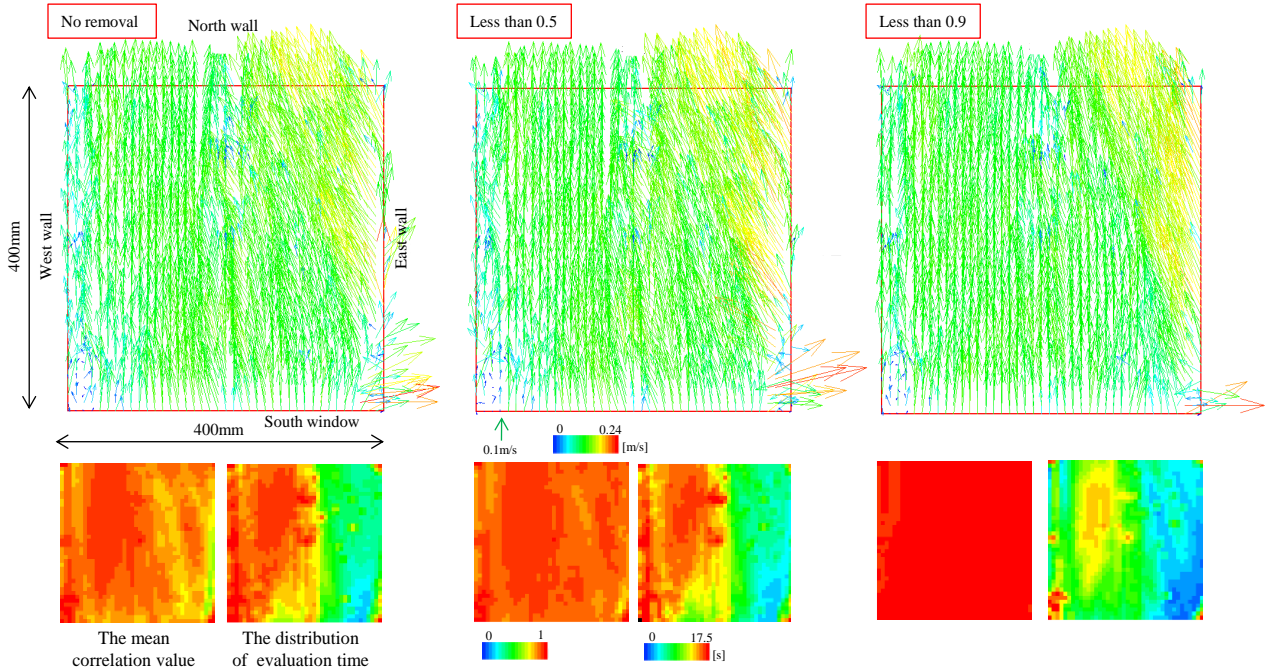 No removal
North wall
Less than 0.5
Less than 0.9
400mm
West wall
East wall
South window
400mm
0.1m/s
0
0.24
[m/s]
The mean
correlation value
The distribution
of evaluation time
0
1
0
17.5
[s]